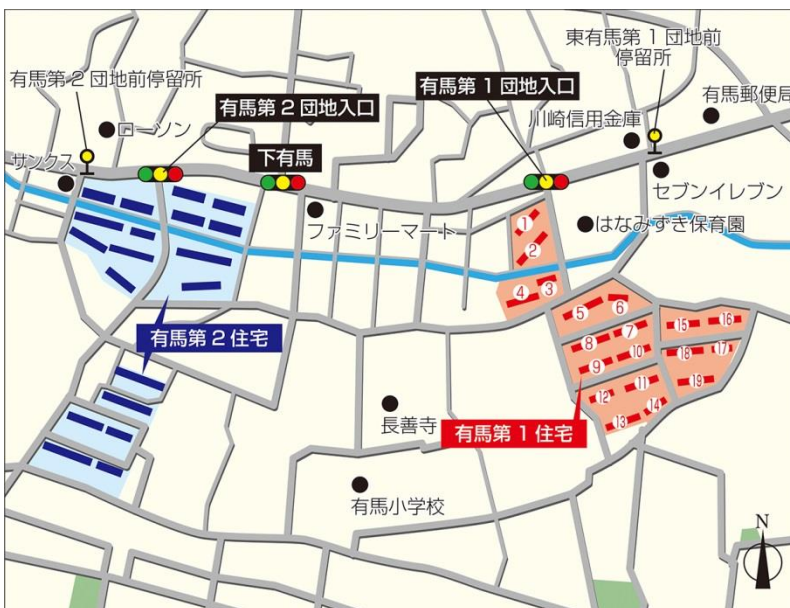 東有馬第1団地前
停留所
有馬第2団地前停留所
有馬第1団地入口
有馬第2団地入口
有馬郵便局
川崎信用金庫
ローソン
下有馬
サンクス
セブンイレブン
ファミリーマート
はなみずき保育園
①
②
③
④
⑤
⑥
⑦
⑧
⑨
⑩
⑪
⑫
⑬
⑭
⑮
⑯
⑰
⑱
⑲
有馬第2住宅
長善寺
有馬第1住宅
有馬小学校
N